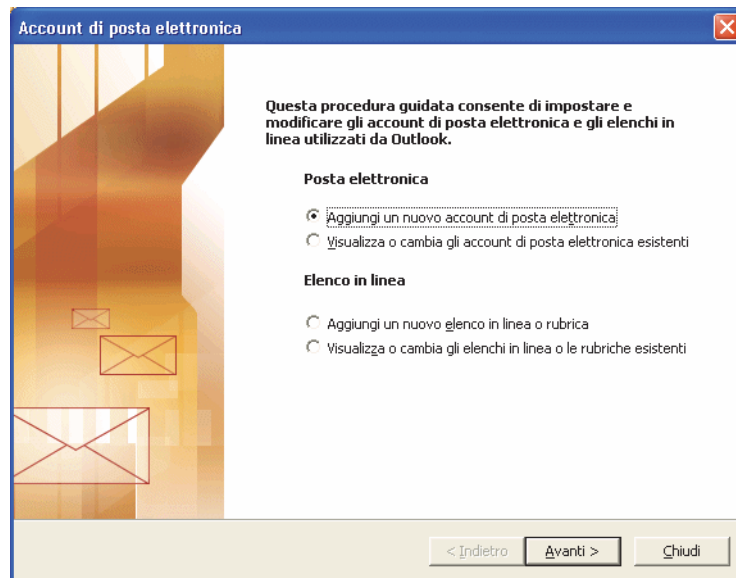 Account di posta elettronica
Questa procedura guidata consente di impostare e
modificare gli account di posta elettronica e gli elenchi in
linea utilizzati da Outlook.
Posta elettronica
Aggiungi un nuovo account di posta elettronica
Visualizza o cambia gli account di posta elettronica esistenti
Elenco in linea
Aggiungi un nuovo elenco in linea o rubrica
Visualizza o cambia gli elenchi in linea o le rubriche esistenti
< Indietro Avanti > Chiudi